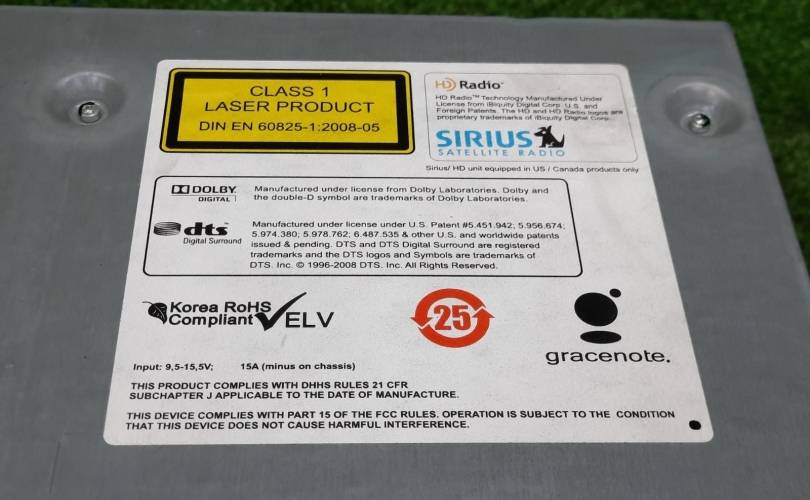 CLASS 1
LASER PRODUCT
DIN EN 60825-1:2008-05
HD Radio™
HD Radio™ Technology Manufactured Under
License from iBiquity Digital Corp. U.S. and
Foreign Patents. The HD and HD Radio logos are
proprietary trademarks of iBiquity Digital Corp.
SIRIUS
SATELLITE RADIO
Sirius/ HD unit equipped in US / Canada products only
DOLBY
DIGITAL
Manufactured under license from Dolby Laboratories. Dolby and
the double-D symbol are trademarks of Dolby Laboratories.
dts™
Digital Surround
Manufactured under license under U.S. Patent #5.451.942; 5.956.674;
5.974.380; 5.978.762; 6.487.535 & other U.S. and worldwide patents
issued & pending. DTS and DTS Digital Surround are registered
trademarks and the DTS logos and Symbols are trademarks of
DTS. Inc. © 1996-2008 DTS. Inc. All Rights Reserved.
Korea RoHS
Compliant
ELV
25
gracenote.
Input: 9,5-15,5V; 15A (minus on chassis)
THIS PRODUCT COMPLIES WITH DHHS RULES 21 CFR
SUBCHAPTER J APPLICABLE TO THE DATE OF MANUFACTURE.
THIS DEVICE COMPLIES WITH PART 15 OF THE FCC RULES. OPERATION IS SUBJECT TO THE CONDITION
THAT THIS DEVICE DOES NOT CAUSE HARMFUL INTERFERENCE.